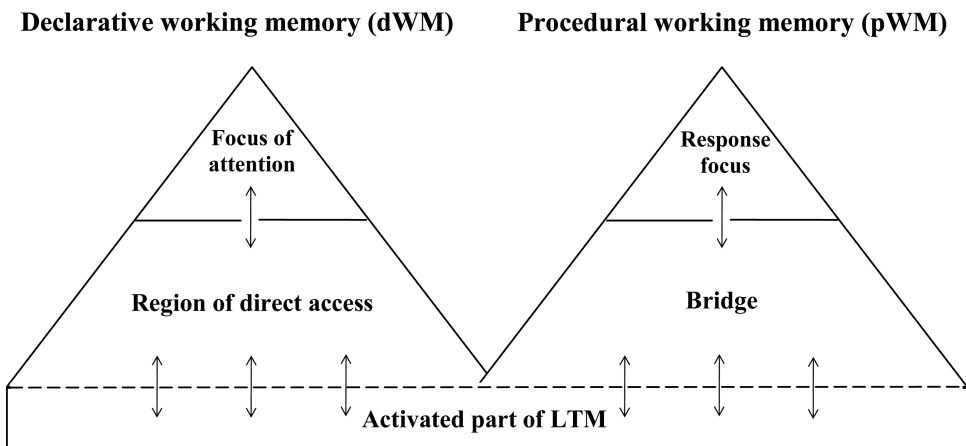 Declarative working memory (dWM)
Procedural working memory (pWM)
Focus of
attention
Response
focus
Region of direct access
Bridge
Activated part of LTM